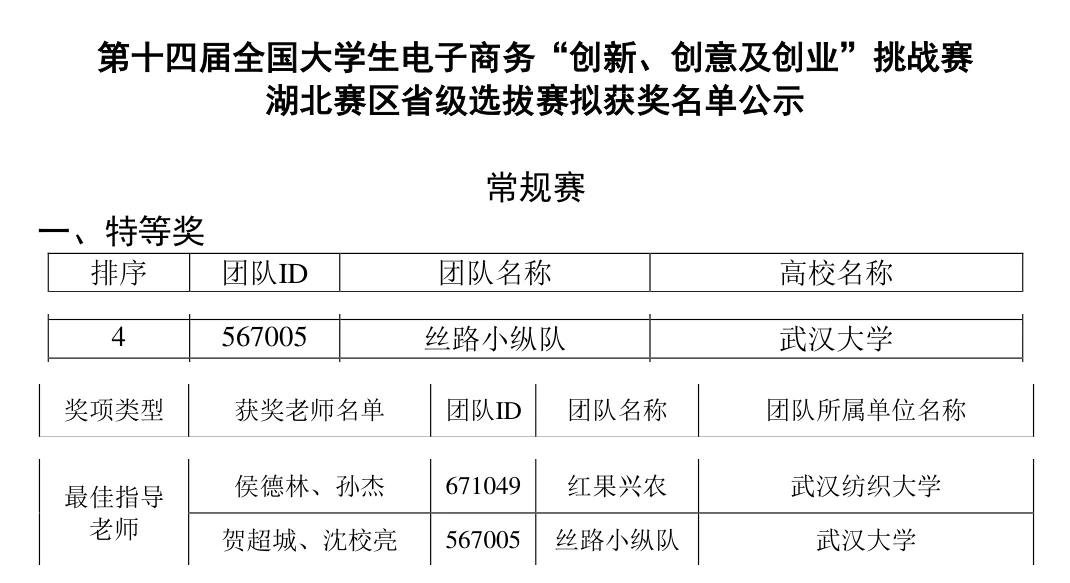 第十四届全国大学生电子商务“创新、创意及创业”挑战赛
湖北赛区省级选拔赛拟获奖名单公示
常规赛
一、特等奖
排序 团队ID 团队名称 高校名称
4 567005 丝路小纵队 武汉大学
奖项类型 获奖老师名单 团队ID 团队名称 团队所属单位名称
最佳指导老师 侯德林、孙杰 671049 红果兴农 武汉纺织大学
贺超城、沈校亮 567005 丝路小纵队 武汉大学